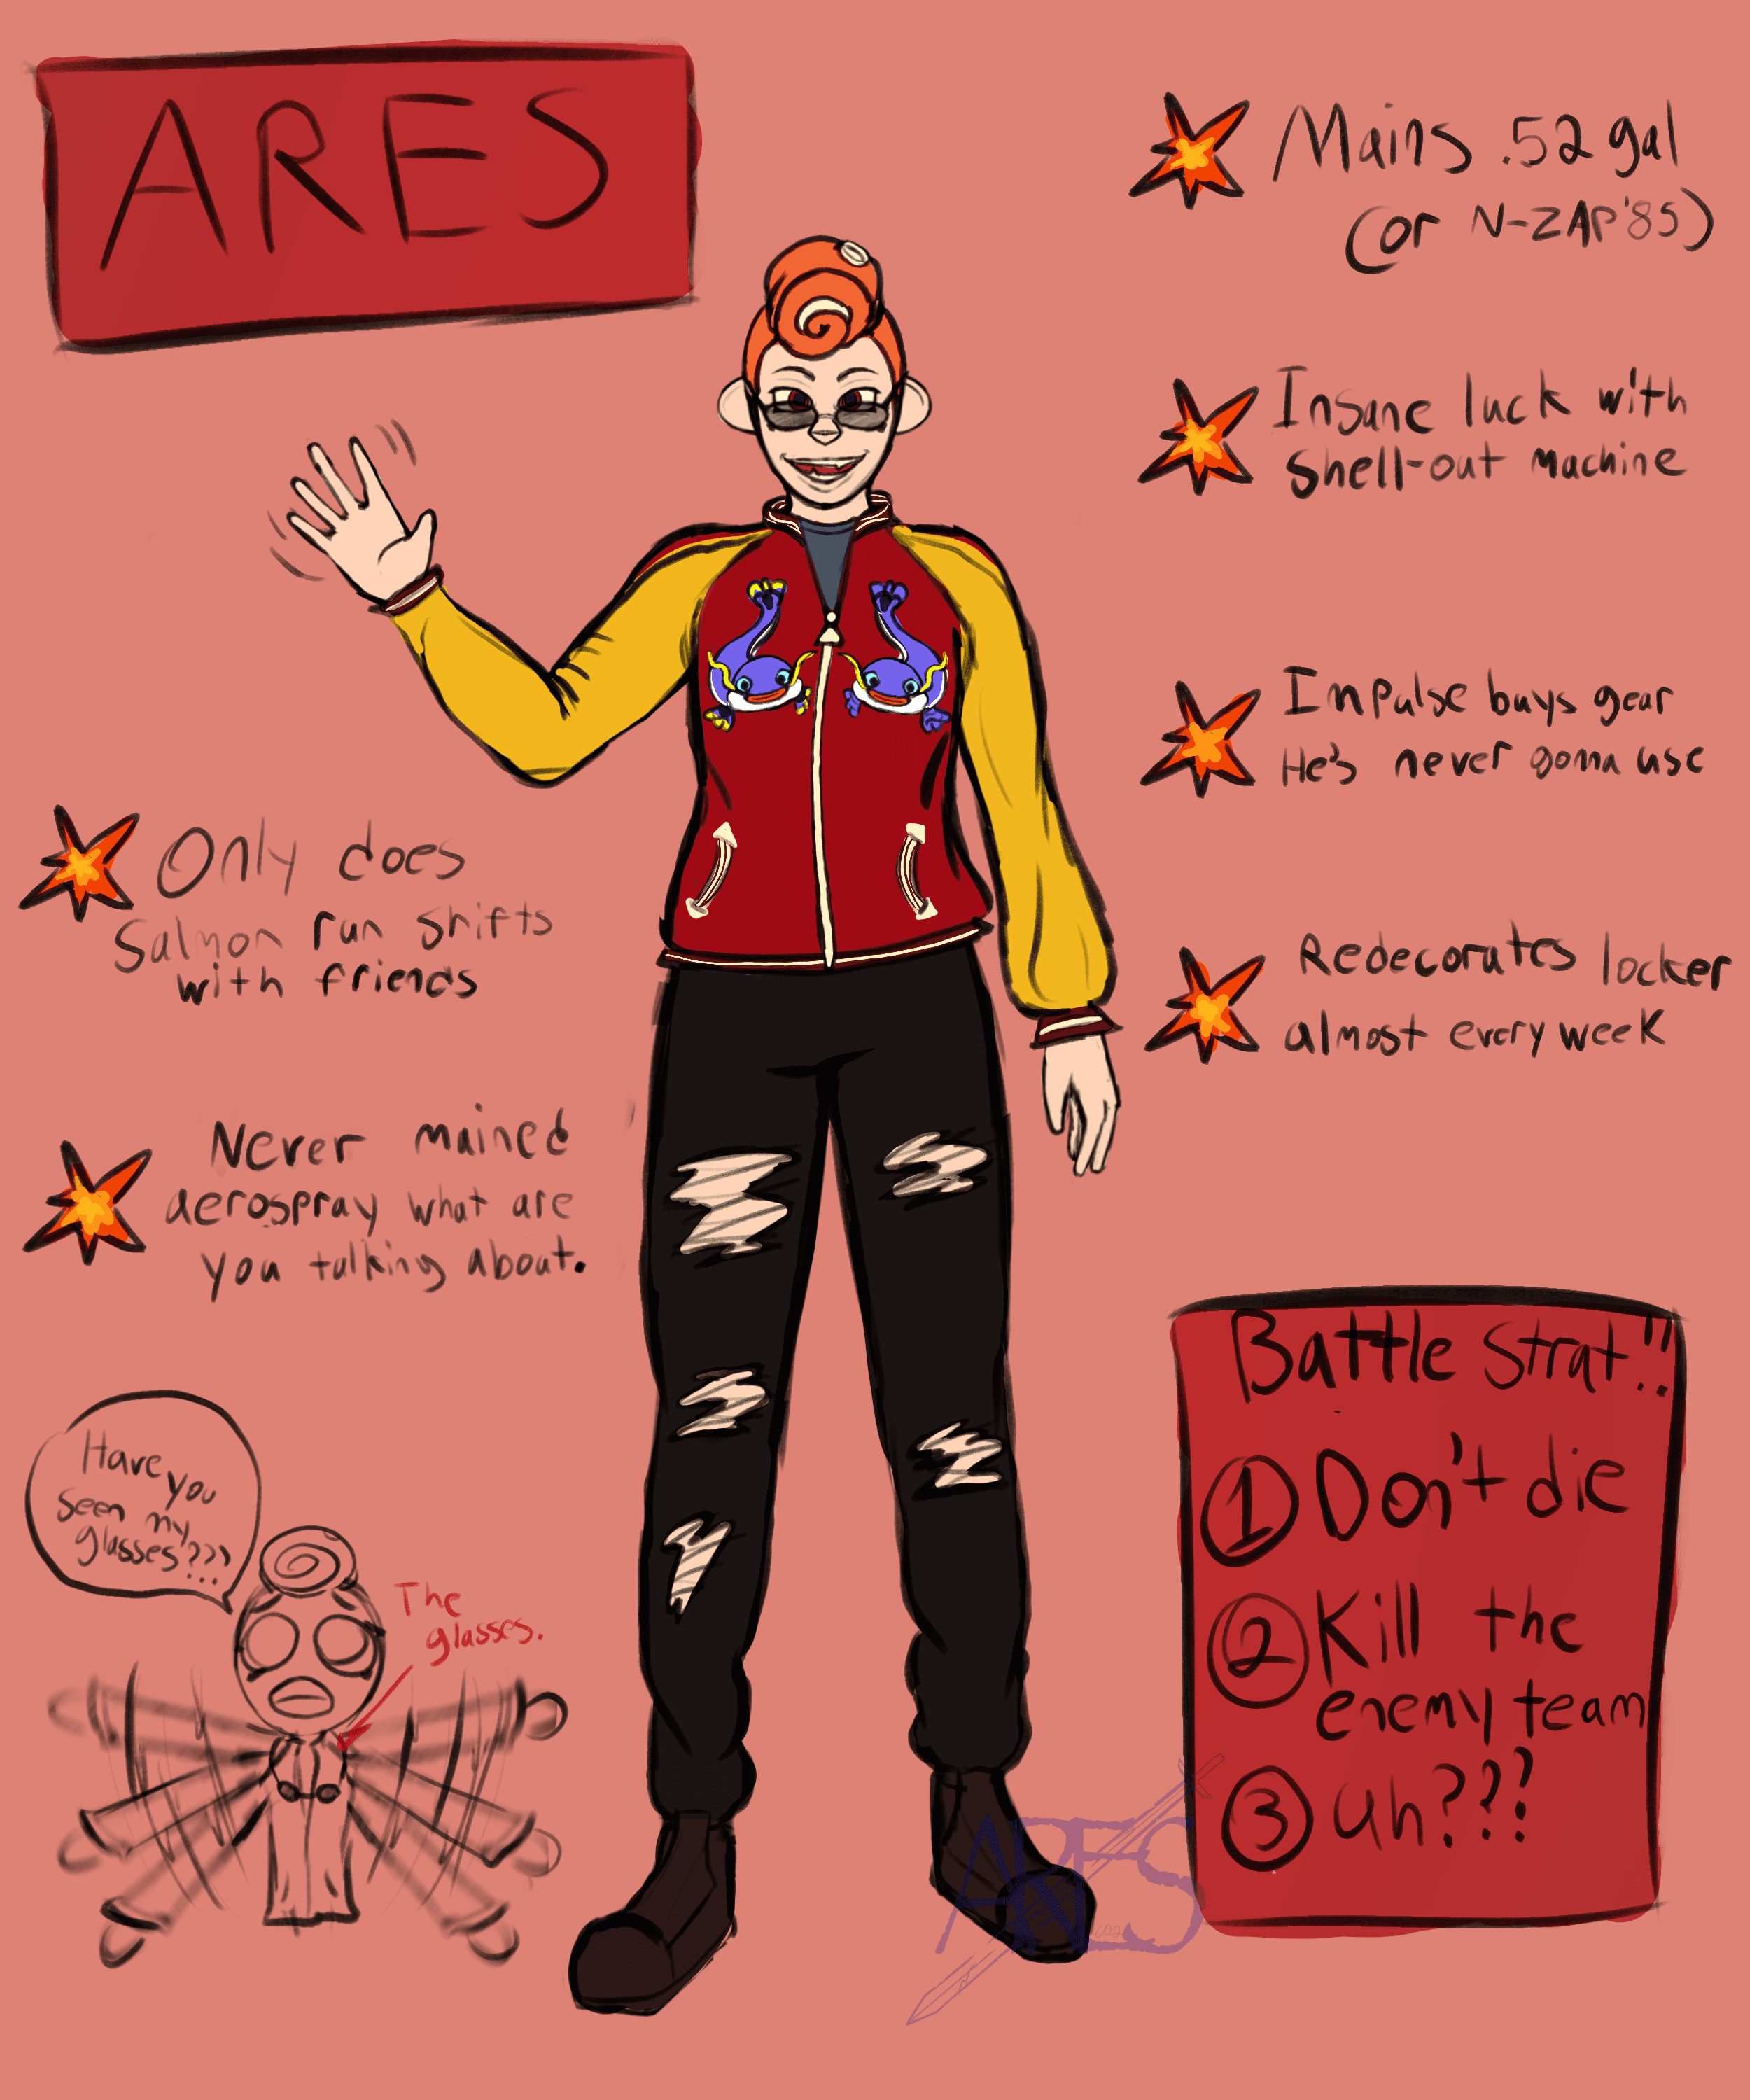 ARES
Mains .52 gal
(or N-ZAP'85)
Insane luck with
shell-out machine
Impulse buys gear
He's never gonna use
Redecorates locker
almost every week
Only does
Salmon run shifts
with friends
Never mained
aerospray what are
you talking about.
Have you
seen my
glasses???
The
glasses.
Battle strat!!
1 Don't die
2 Kill the
enemy team
3 uh???
ARES